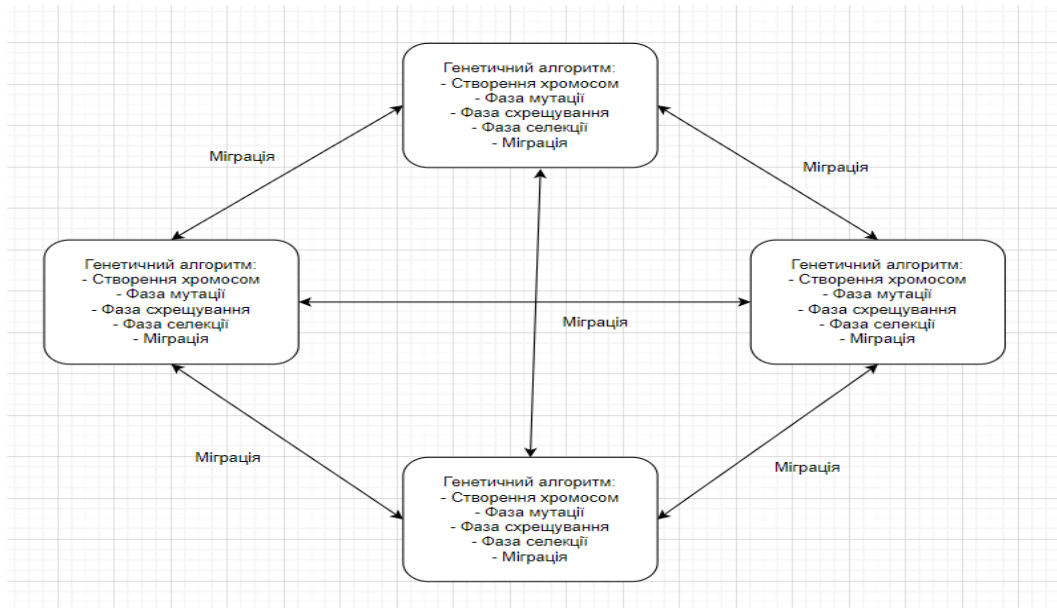 Генетичний алгоритм:
- Створення хромосом
- Фаза мутації
- Фаза схрещування
- Фаза селекції
- Міграція
Міграція
Міграція
Генетичний алгоритм:
- Створення хромосом
- Фаза мутації
- Фаза схрещування
- Фаза селекції
- Міграція
Міграція
Генетичний алгоритм:
- Створення хромосом
- Фаза мутації
- Фаза схрещування
- Фаза селекції
- Міграція
Міграція
Міграція
Генетичний алгоритм:
- Створення хромосом
- Фаза мутації
- Фаза схрещування
- Фаза селекції
- Міграція